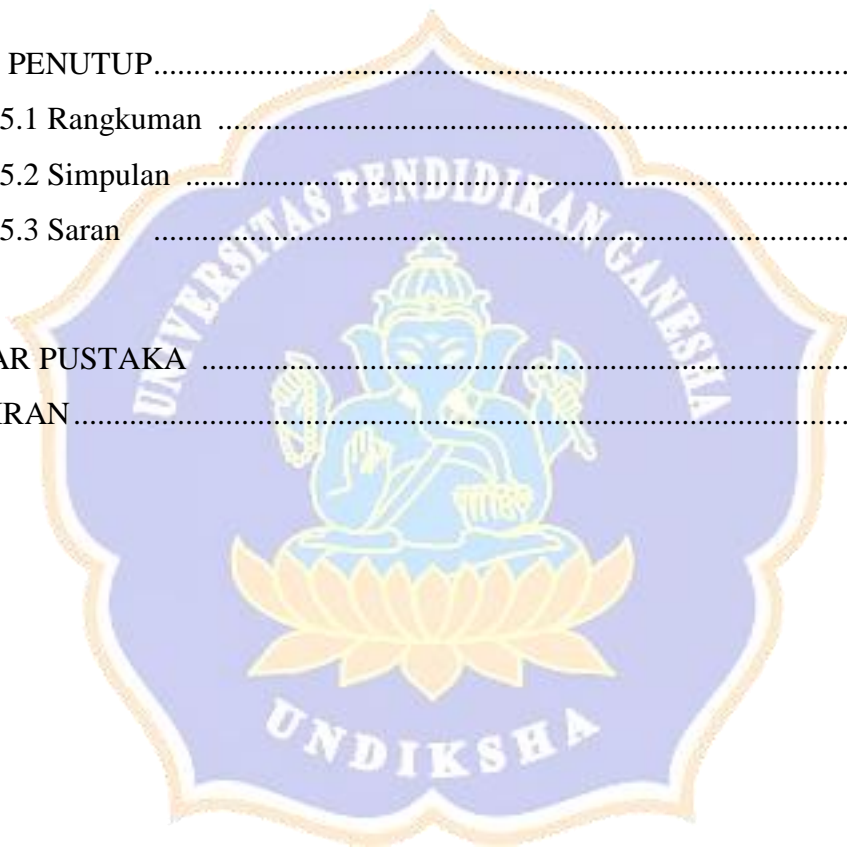 PENUTUP....................................................................................
5.1 Rangkuman ..............................................................................
5.2 Simpulan ..................................................................................
5.3 Saran ........................................................................................
AR PUSTAKA ..................................................................................
IRAN..................................................................................................
UNIVERSITAS PENDIDIKAN GANESHA
UNDIKSHA